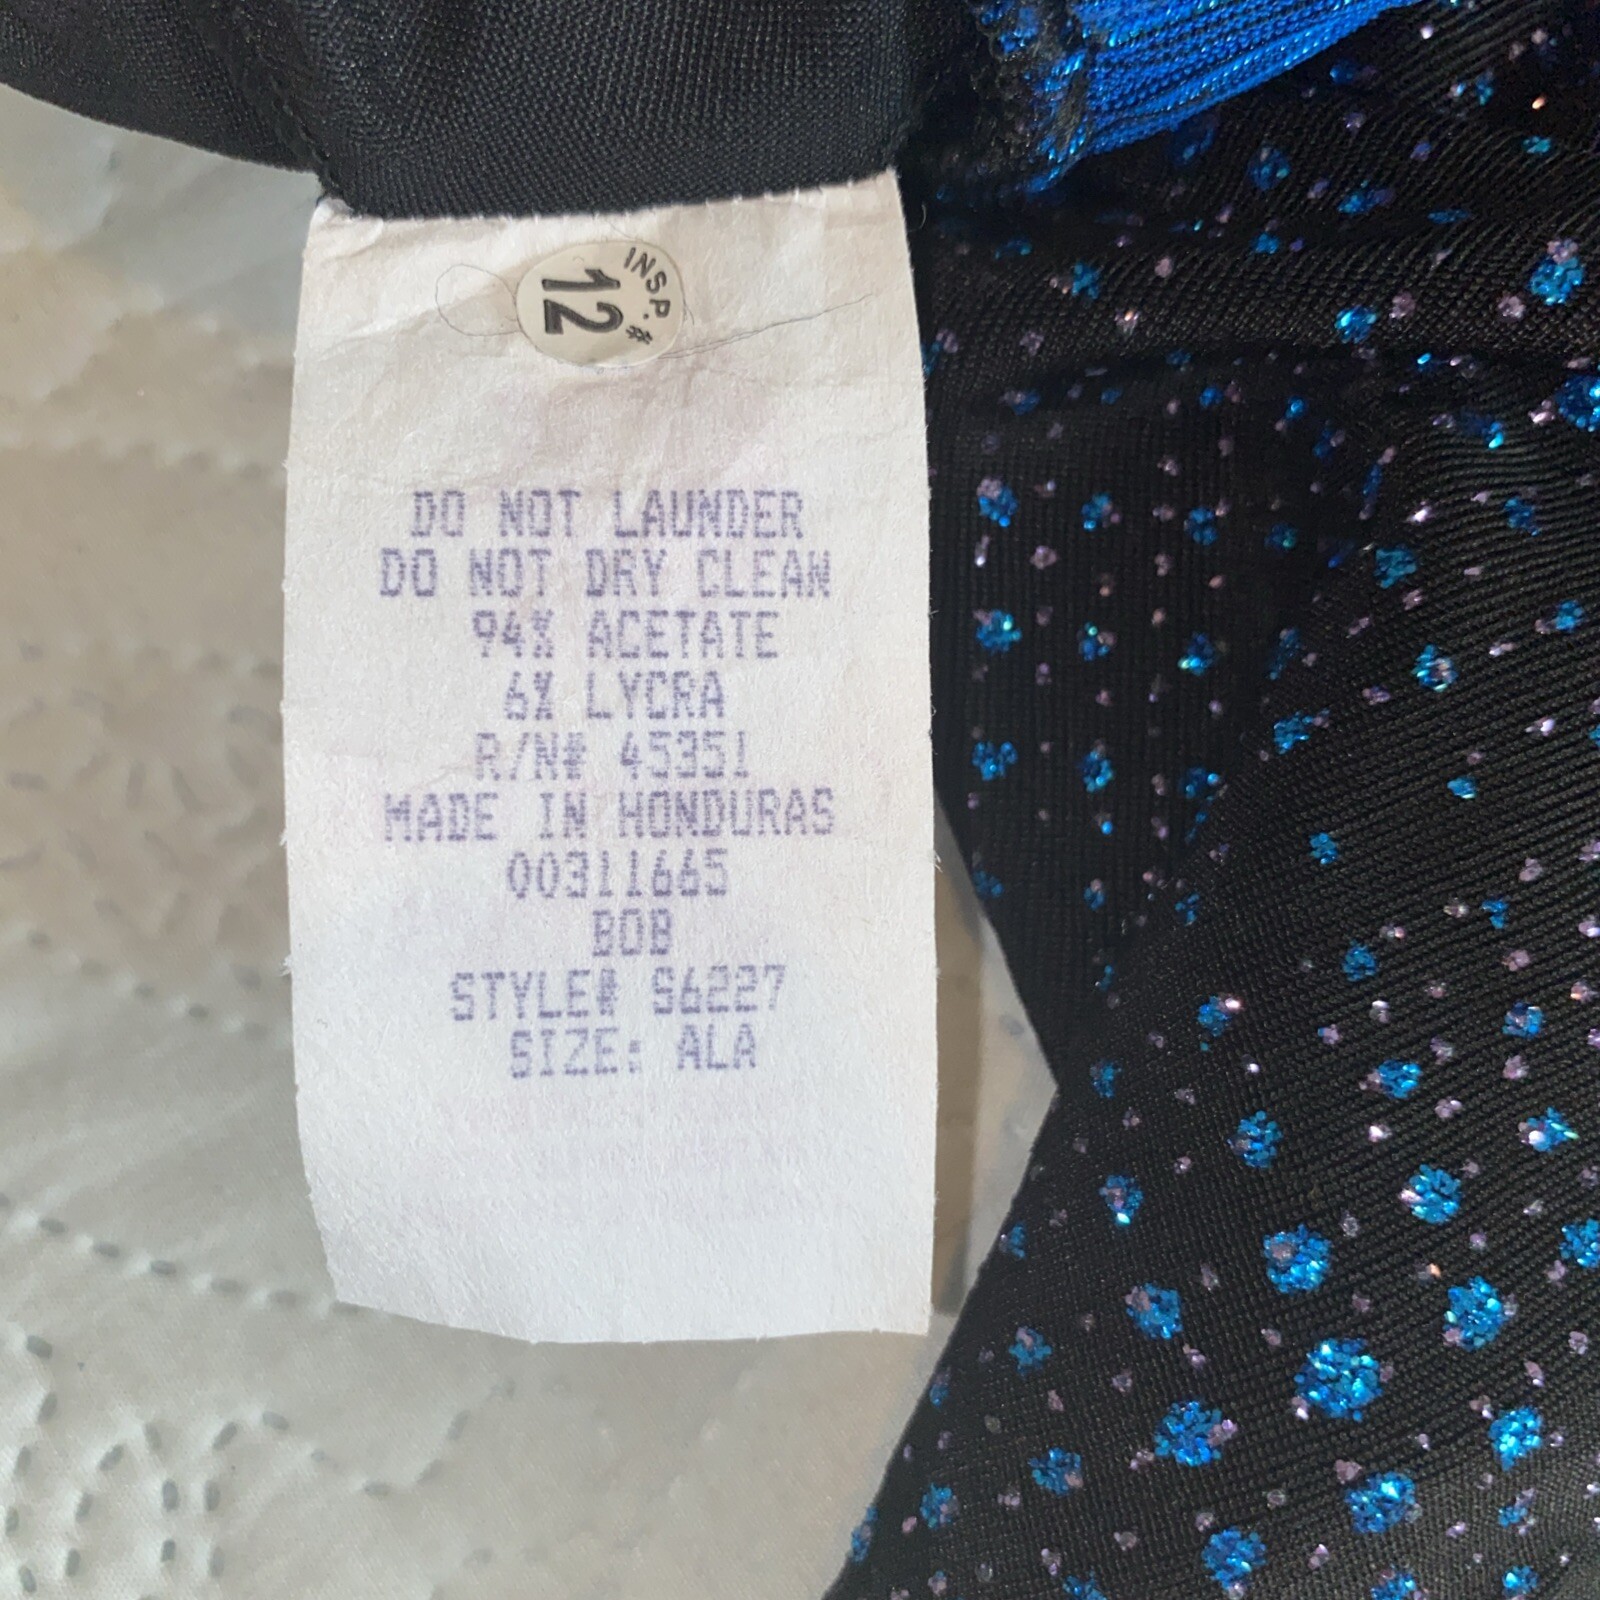 INSP. #
12
DO NOT LAUNDER
DO NOT DRY CLEAN
94% ACETATE
6% LYCRA
R/N# 45351
MADE IN HONDURAS
00311665
BOB
STYLE# S6227
SIZE: ALA